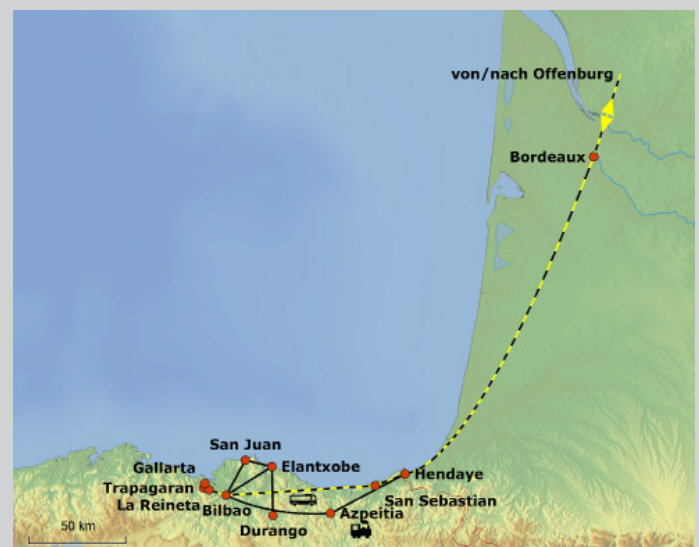 von/nach Offenburg
Bordeaux
San Juan
Elantxobe
Gallarta
Hendaye
Trapagaran
San Sebastian
La Reineta
Bilbao
Azpeitia
50 km
Durango